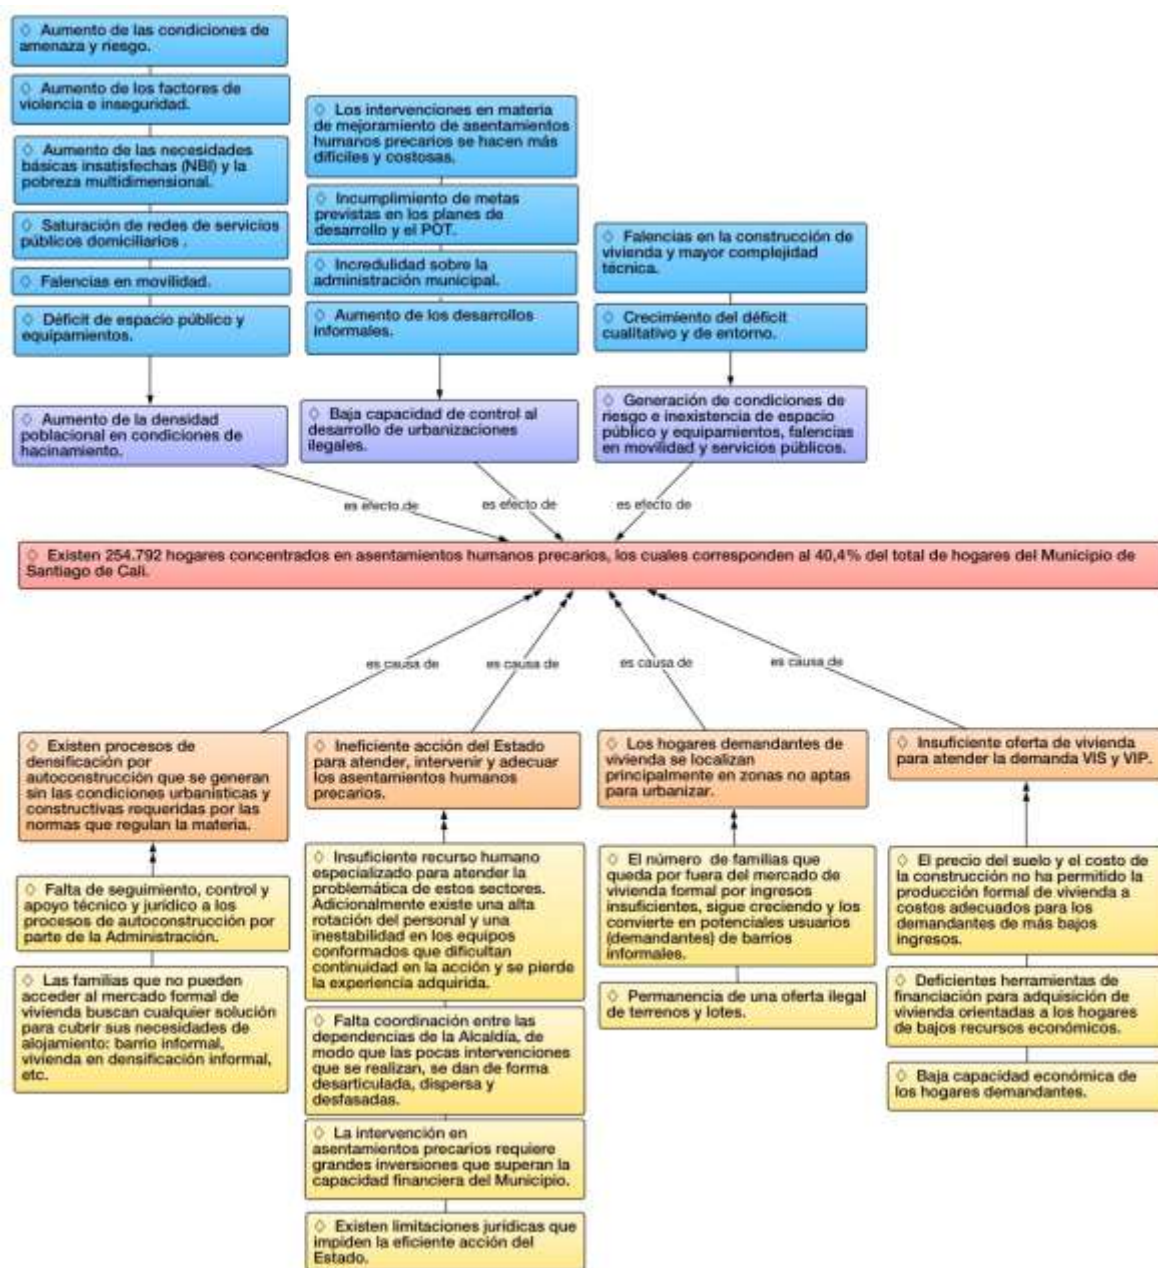 ◇ Aumento de las condiciones de
amenaza y riesgo.
◇ Aumento de los factores de
violencia e inseguridad.
◇ Aumento de las necesidades
básicas insatisfechas (NBI) y la
pobreza multidimensional.
◇ Saturación de redes de servicios
públicos domiciliarios .
◇ Falencias en movilidad.
◇ Déficit de espacio público y
equipamientos.
◇ Aumento de la densidad
poblacional en condiciones de
hacinamiento.
◇ Los intervenciones en materia
de mejoramiento de asentamientos
humanos precarios se hacen más
difíciles y costosas.
◇ Incumplimiento de metas
previstas en los planes de
desarrollo y el POT.
◇ Incredulidad sobre la
administración municipal.
◇ Aumento de los desarrollos
informales.
◇ Baja capacidad de control al
desarrollo de urbanizaciones
ilegales.
◇ Falencias en la construcción de
vivienda y mayor complejidad
técnica.
◇ Crecimiento del déficit
cualitativo y de entorno.
◇ Generación de condiciones de
riesgo e inexistencia de espacio
público y equipamientos, falencias
en movilidad y servicios públicos.
es efecto de
es efecto de
es efecto de
◇ Existen 254.792 hogares concentrados en asentamientos humanos precarios, los cuales corresponden al 40,4% del total de hogares del Municipio de
Santiago de Cali.
es causa de
es causa de
es causa de
es causa de
◇ Existen procesos de
densificación por
autoconstrucción que se generan
sin las condiciones urbanísticas y
constructivas requeridas por las
normas que regulan la materia.
◇ Falta de seguimiento, control y
apoyo técnico y jurídico a los
procesos de autoconstrucción por
parte de la Administración.
◇ Las familias que no pueden
acceder al mercado formal de
vivienda buscan cualquier solución
para cubrir sus necesidades de
alojamiento: barrio informal,
vivienda en densificación informal,
etc.
◇ Ineficiente acción del Estado
para atender, intervenir y adecuar
los asentamientos humanos
precarios.
◇ Insuficiente recurso humano
especializado para atender la
problemática de estos sectores.
Adicionalmente existe una alta
rotación del personal y una
inestabilidad en los equipos
conformados que dificultan
continuidad en la acción y se pierde
la experiencia adquirida.
◇ Falta coordinación entre las
dependencias de la Alcaldía, de
modo que las pocas intervenciones
que se realizan, se dan de forma
desarticulada, dispersa y
desfasadas.
◇ La intervención en
asentamientos precarios requiere
grandes inversiones que superan la
capacidad financiera del Municipio.
◇ Existen limitaciones jurídicas que
impiden la eficiente acción del
Estado.
◇ Los hogares demandantes de
vivienda se localizan
principalmente en zonas no aptas
para urbanizar.
◇ El número de familias que
queda por fuera del mercado de
vivienda formal por ingresos
insuficientes, sigue creciendo y los
convierte en potenciales usuarios
(demandantes) de barrios
informales.
◇ Permanencia de una oferta ilegal
de terrenos y lotes.
◇ Insuficiente oferta de vivienda
para atender la demanda VIS y VIP.
◇ El precio del suelo y el costo de
la construcción no ha permitido la
producción formal de vivienda a
costos adecuados para los
demandantes de más bajos
ingresos.
◇ Deficientes herramientas de
financiación para adquisición de
vivienda orientadas a los hogares
de bajos recursos económicos.
◇ Baja capacidad económica de
los hogares demandantes.